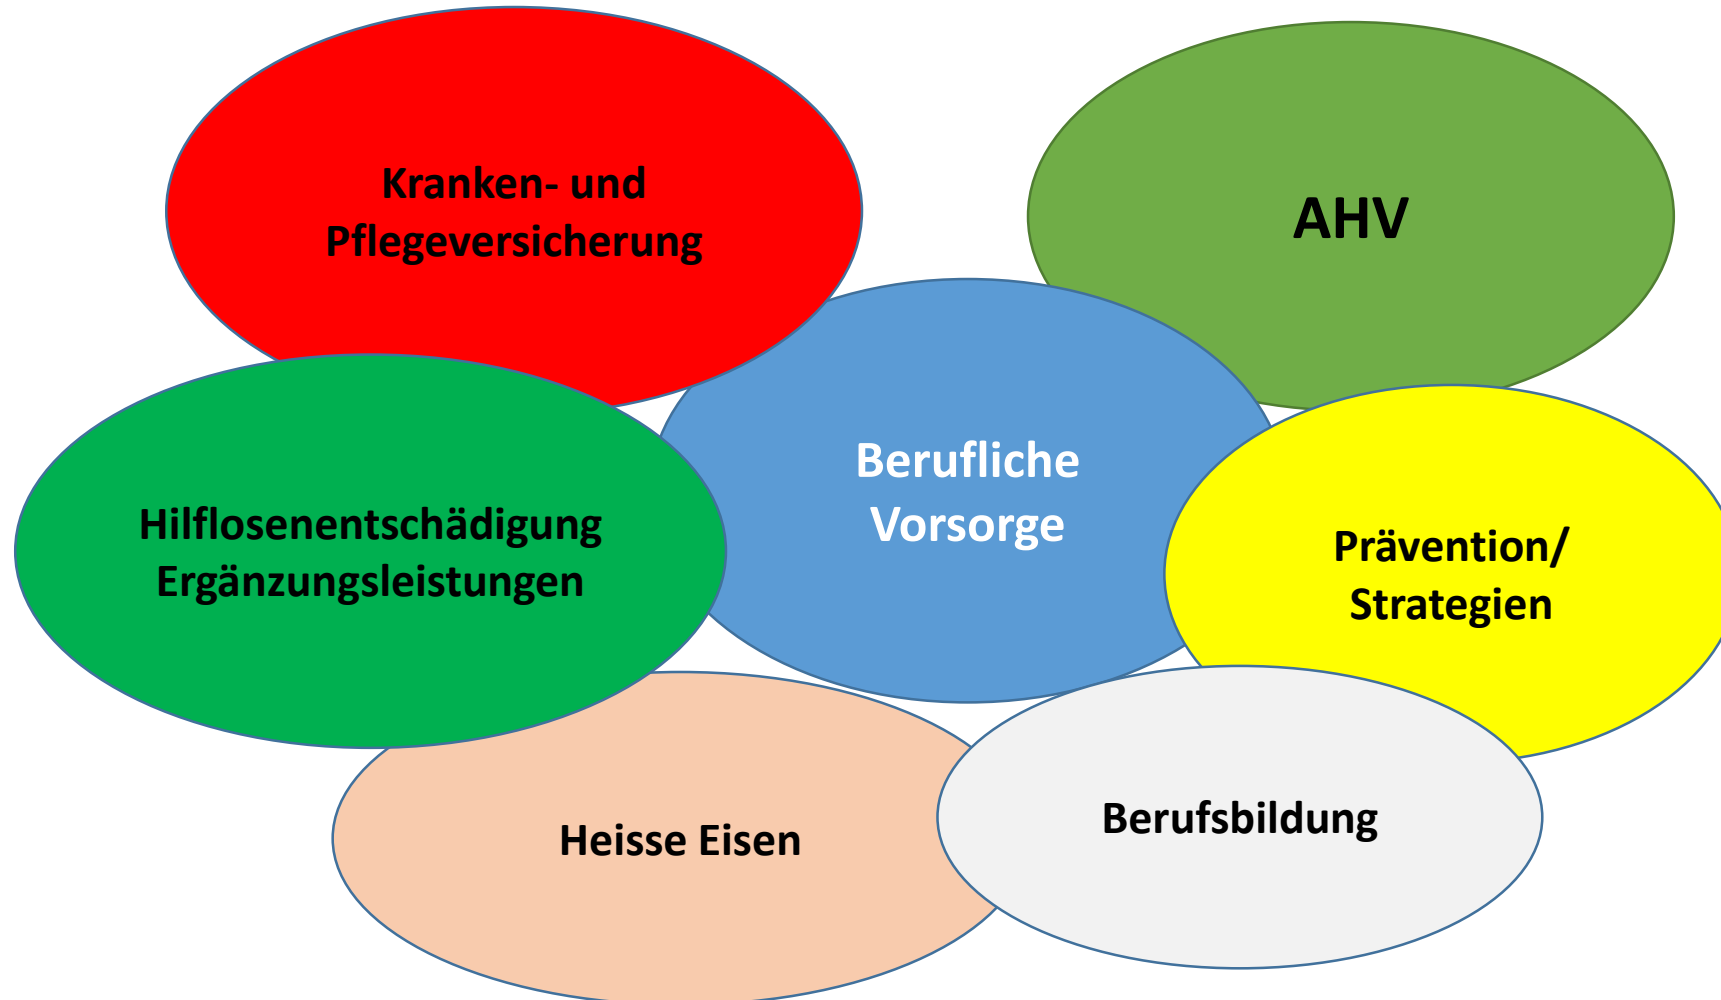 Kranken- und
Pflegeversicherung
AHV
Berufliche
Vorsorge
Hilflosenentschädigung
Ergänzungsleistungen
Prävention/
Strategien
Heisse Eisen
Berufsbildung